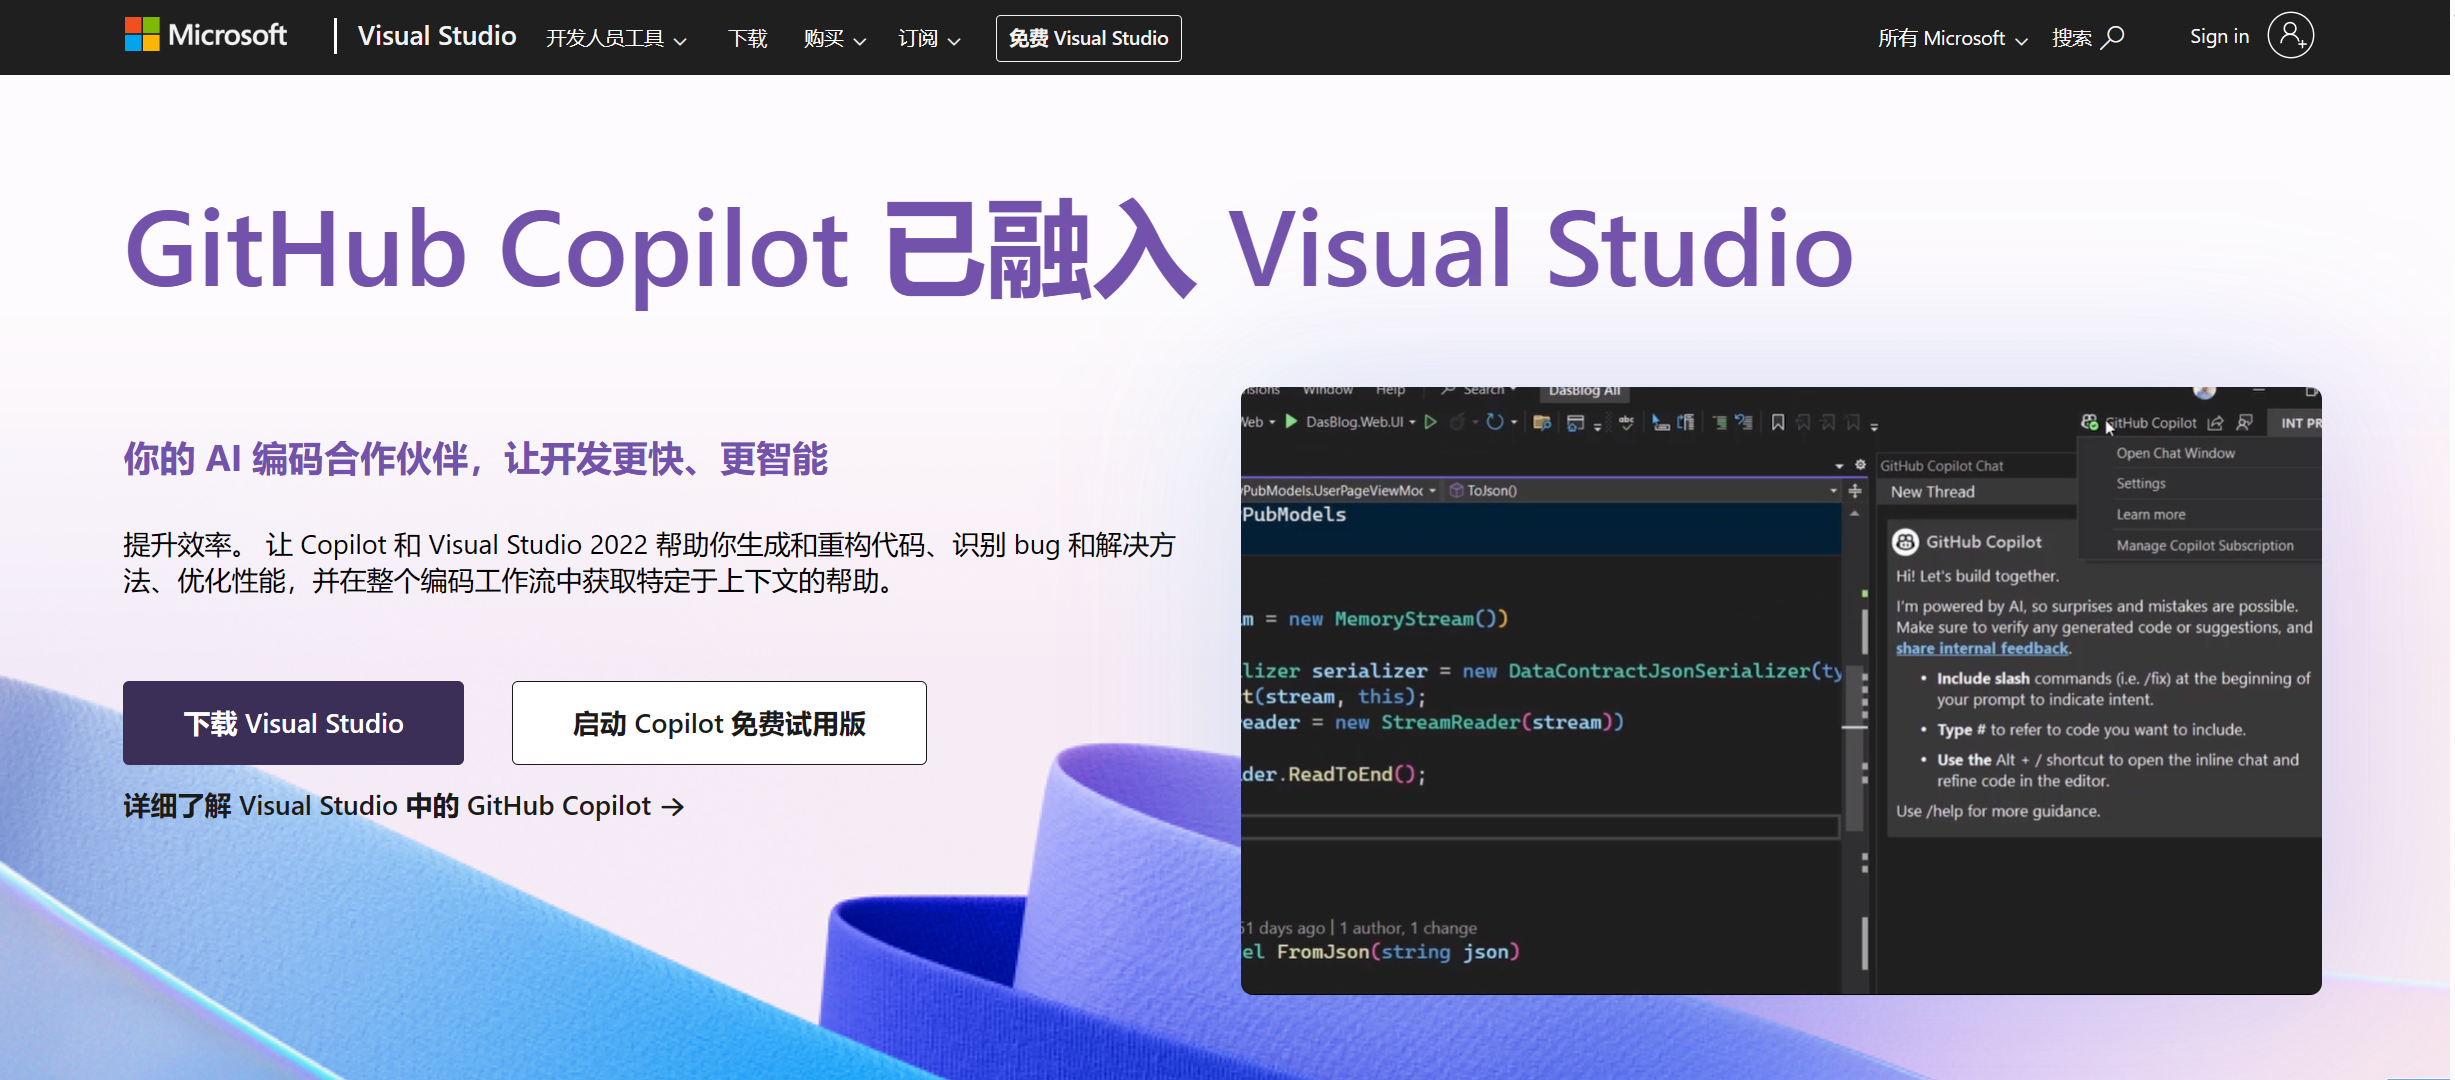 Microsoft
Visual Studio
开发人员工具
下载
购买
订阅
免费 Visual Studio
所有 Microsoft
搜索
Sign in
GitHub Copilot 已融入 Visual Studio
你的 AI 编码合作伙伴，让开发更快、更智能
提升效率。 让 Copilot 和 Visual Studio 2022 帮助你生成和重构代码、识别 bug 和解决方
法、优化性能，并在整个编码工作流中获取特定于上下文的帮助。
下载 Visual Studio
启动 Copilot 免费试用版
详细了解 Visual Studio 中的 GitHub Copilot →
Window Help Search DasBlog All
Web DasBlog.Web.UI
GitHub Copilot
INT PR
Open Chat Window
Settings
Learn more
Manage Copilot Subscription
PubModels.UserPageViewMoc ToJson()
PubModels
m = new MemoryStream())
lizer serializer = new DataContractJsonSerializer(ty
t(stream, this);
eader = new StreamReader(stream))
der.ReadToEnd();
51 days ago | 1 author, 1 change
el FromJson(string json)
GitHub Copilot Chat
New Thread
GitHub Copilot
Hi! Let's build together.
I'm powered by AI, so surprises and mistakes are possible.
Make sure to verify any generated code or suggestions, and
share internal feedback.
• Include slash commands (i.e. /fix) at the beginning of
your prompt to indicate intent.
• Type # to refer to code you want to include.
• Use the Alt + / shortcut to open the inline chat and
refine code in the editor.
Use /help for more guidance.